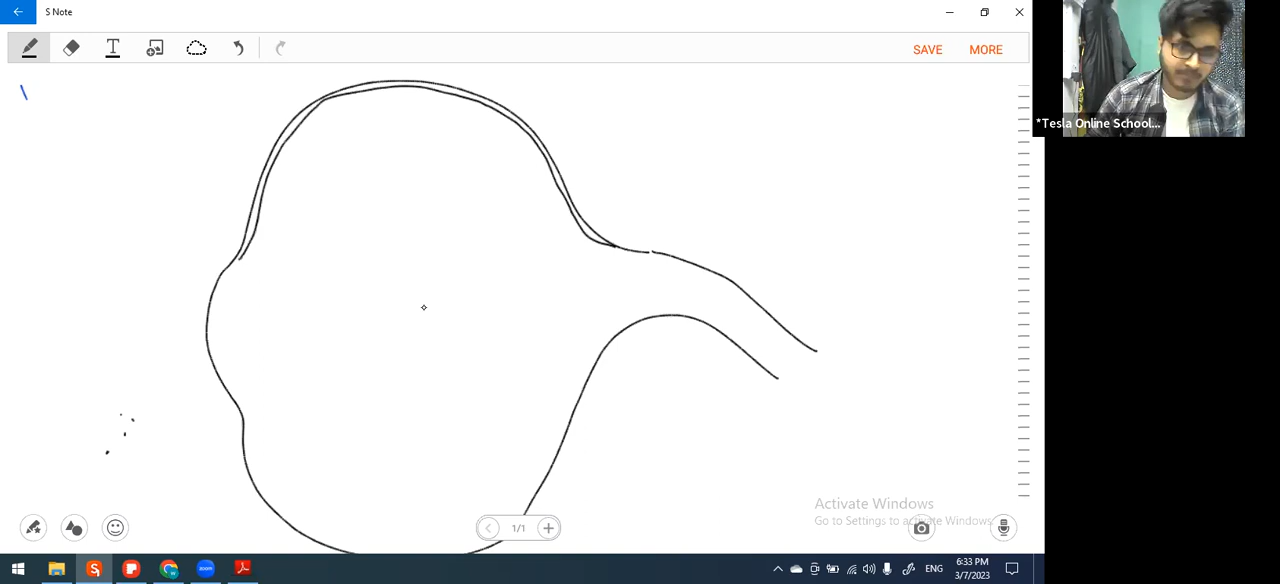 S Note
T
SAVE
MORE
*Tesla Online School...
Activate Windows
Go to Settings to activate Windows.
1/1
zoom
ENG
6:33 PM
3/7/2023